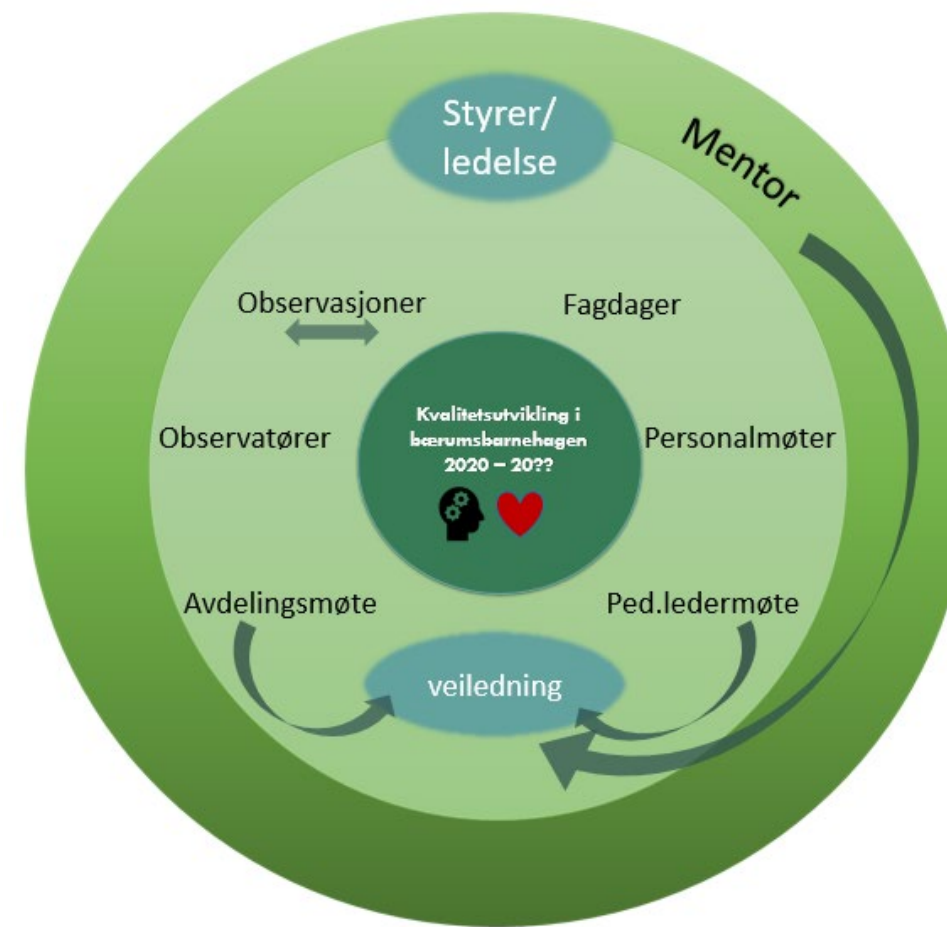 Styrer/
ledelse
Mentor
Observasjoner
Fagdager
Kvalitetsutvikling i
bærumsbarnehagen
2020 – 20??
Observatører
Personalmøter
Avdelingsmøte
Ped.ledermøte
veiledning